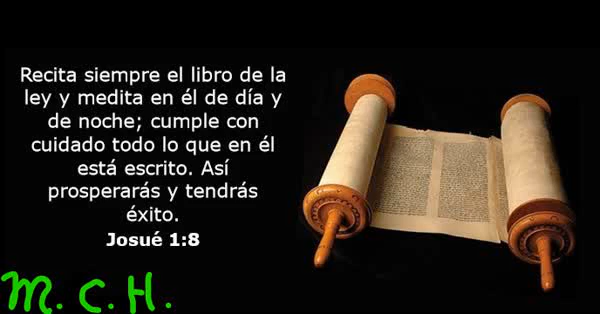 Recita siempre el libro de la
ley y medita en él de día y
de noche; cumple con
cuidado todo lo que en él
está escrito. Así
prosperarás y tendrás
éxito.
Josué 1:8
M. C. H.